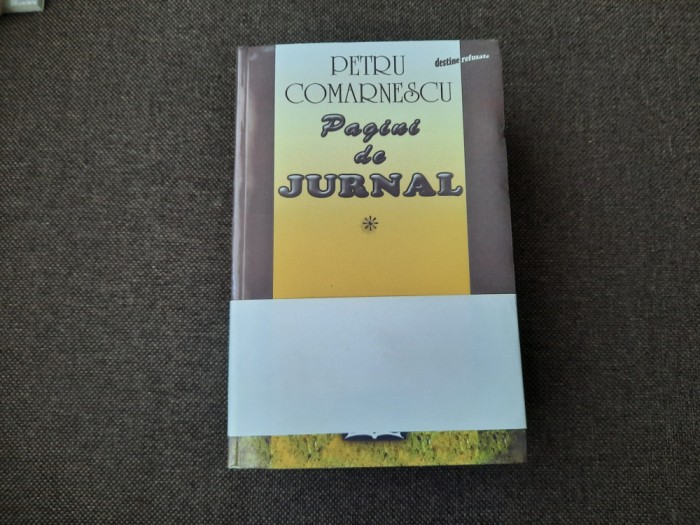 PETRU
COMARNESCU
destine refuzate
Pagini
de
JURNAL
*